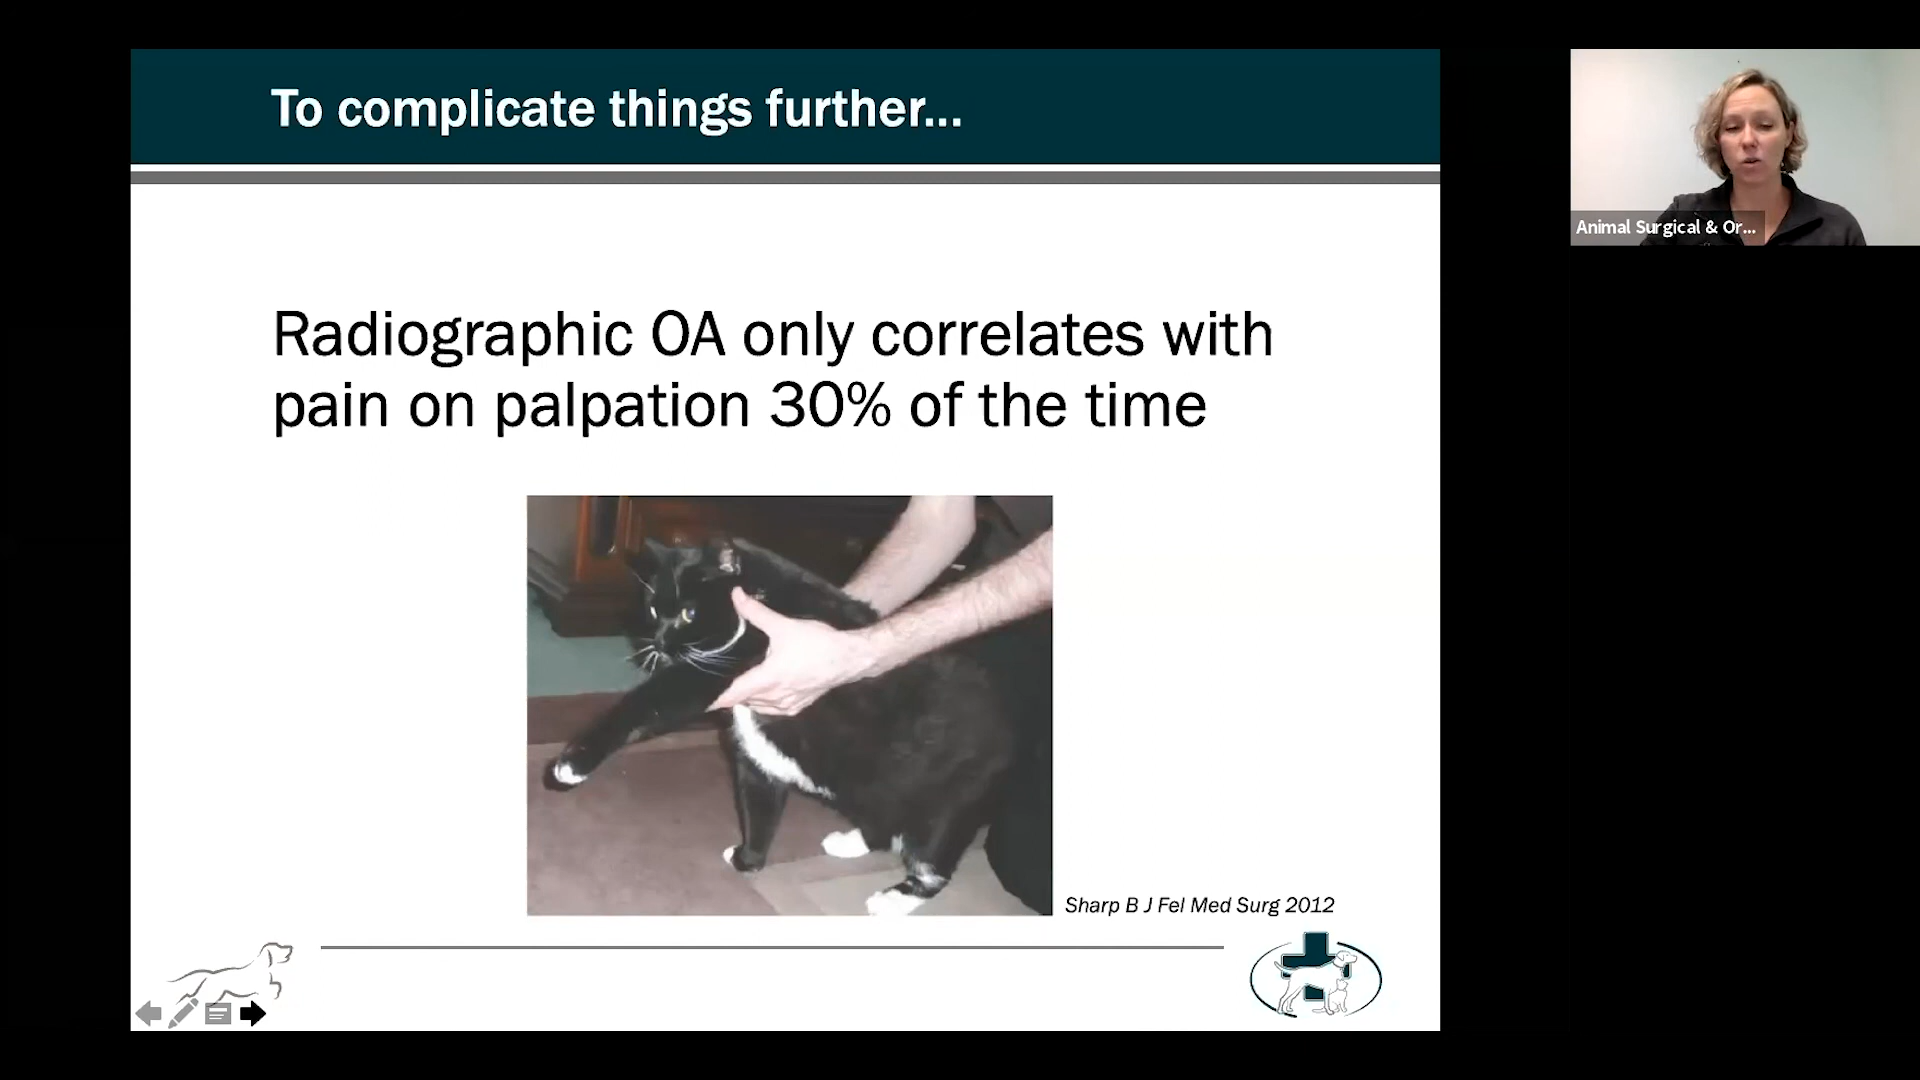 To complicate things further...
Animal Surgical & Or...
Radiographic OA only correlates with
pain on palpation 30% of the time
Sharp B J Fel Med Surg 2012